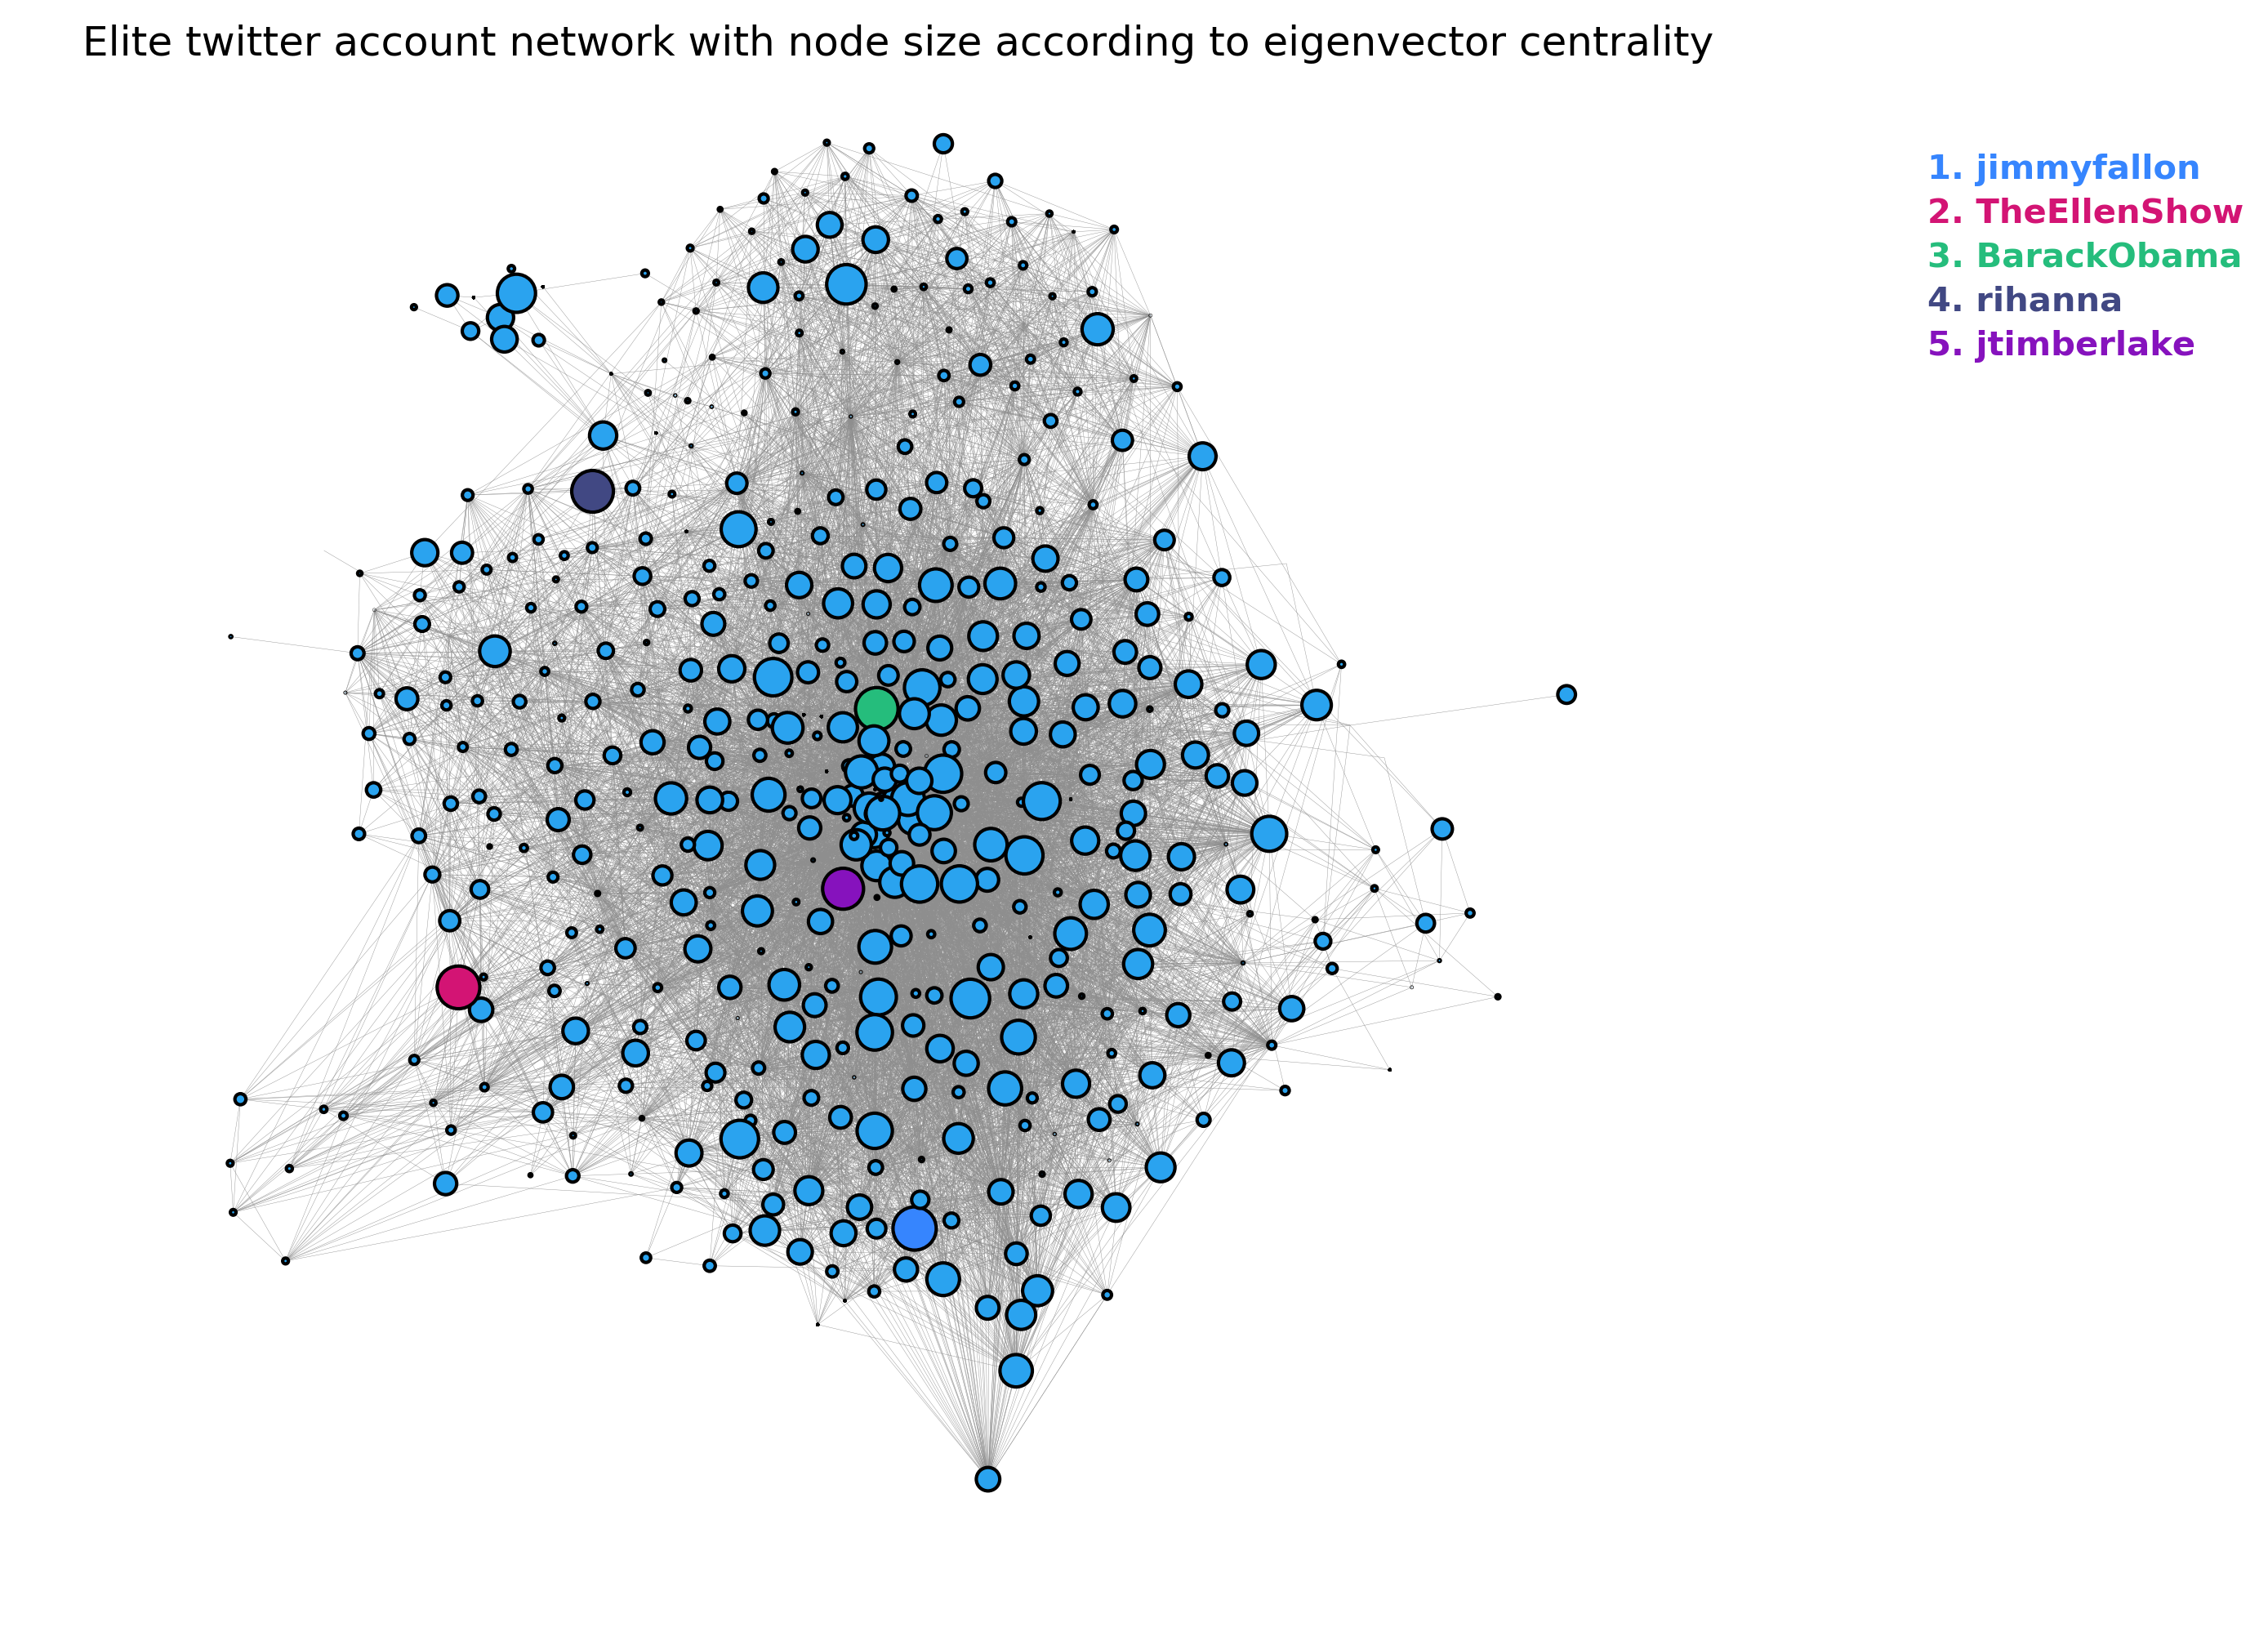 Elite twitter account network with node size according to eigenvector centrality
1. jimmyfallon
2. TheEllenShow
3. BarackObama
4. rihanna
5. jtimberlake